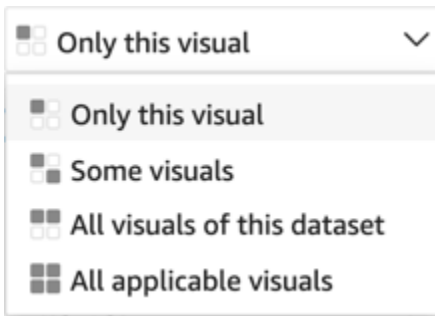 Only this visual
Only this visual
Some visuals
All visuals of this dataset
All applicable visuals